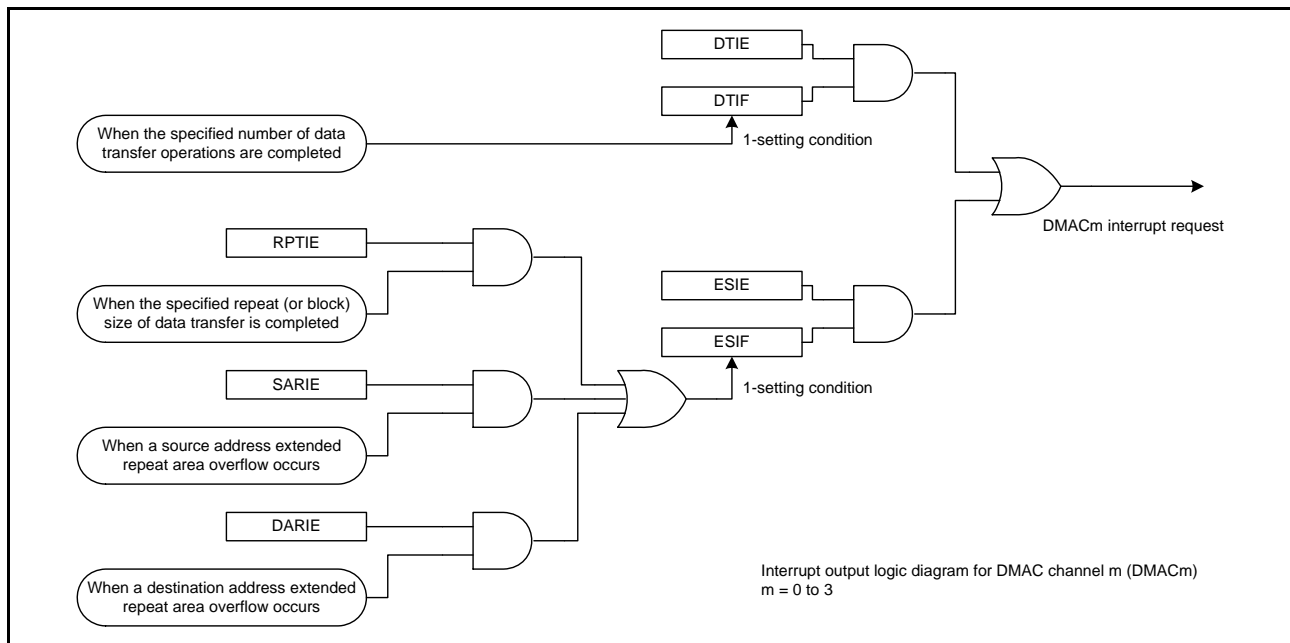 DTIE
DTIF
When the specified number of data
transfer operations are completed
1-setting condition
DMACm interrupt request
RPTIE
When the specified repeat (or block)
size of data transfer is completed
ESIE
ESIF
1-setting condition
SARIE
When a source address extended
repeat area overflow occurs
DARIE
When a destination address extended
repeat area overflow occurs
Interrupt output logic diagram for DMAC channel m (DMACm)
m = 0 to 3